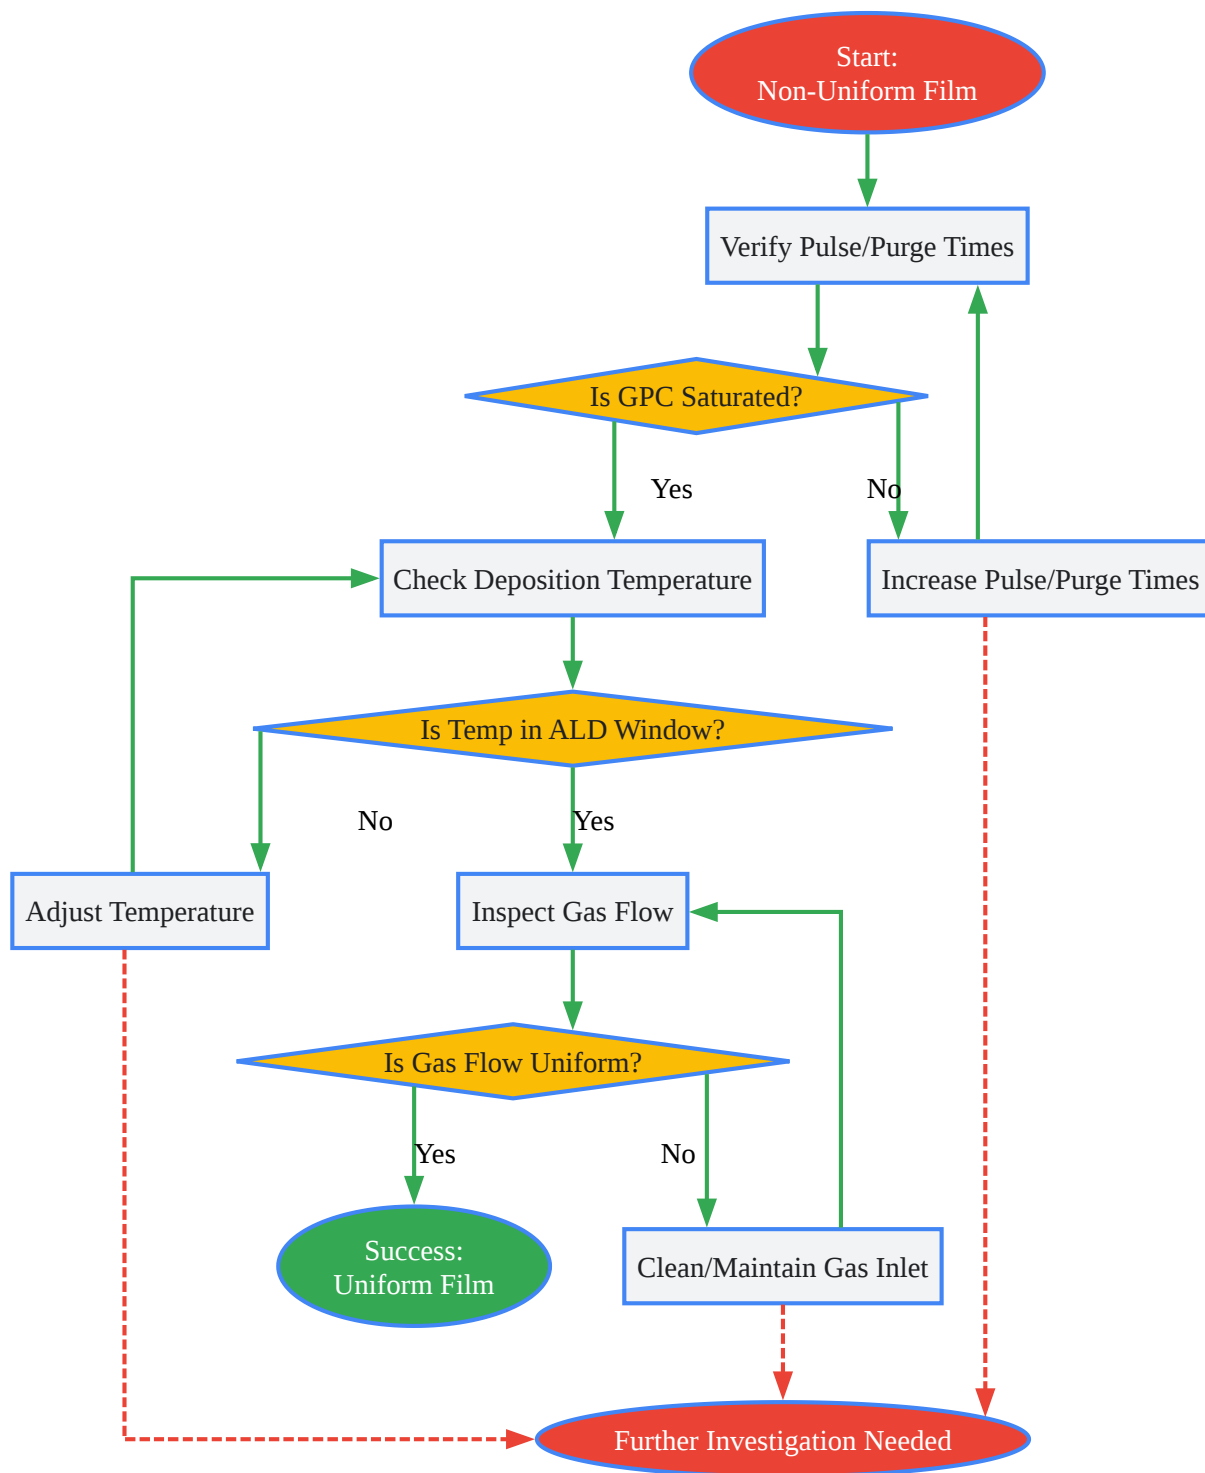 Start:
Non-Uniform Film
Verify Pulse/Purge Times
Is GPC Saturated?
Yes
No
Check Deposition Temperature
Increase Pulse/Purge Times
Is Temp in ALD Window?
No
Yes
Adjust Temperature
Inspect Gas Flow
Is Gas Flow Uniform?
Yes
No
Success:
Uniform Film
Clean/Maintain Gas Inlet
Further Investigation Needed